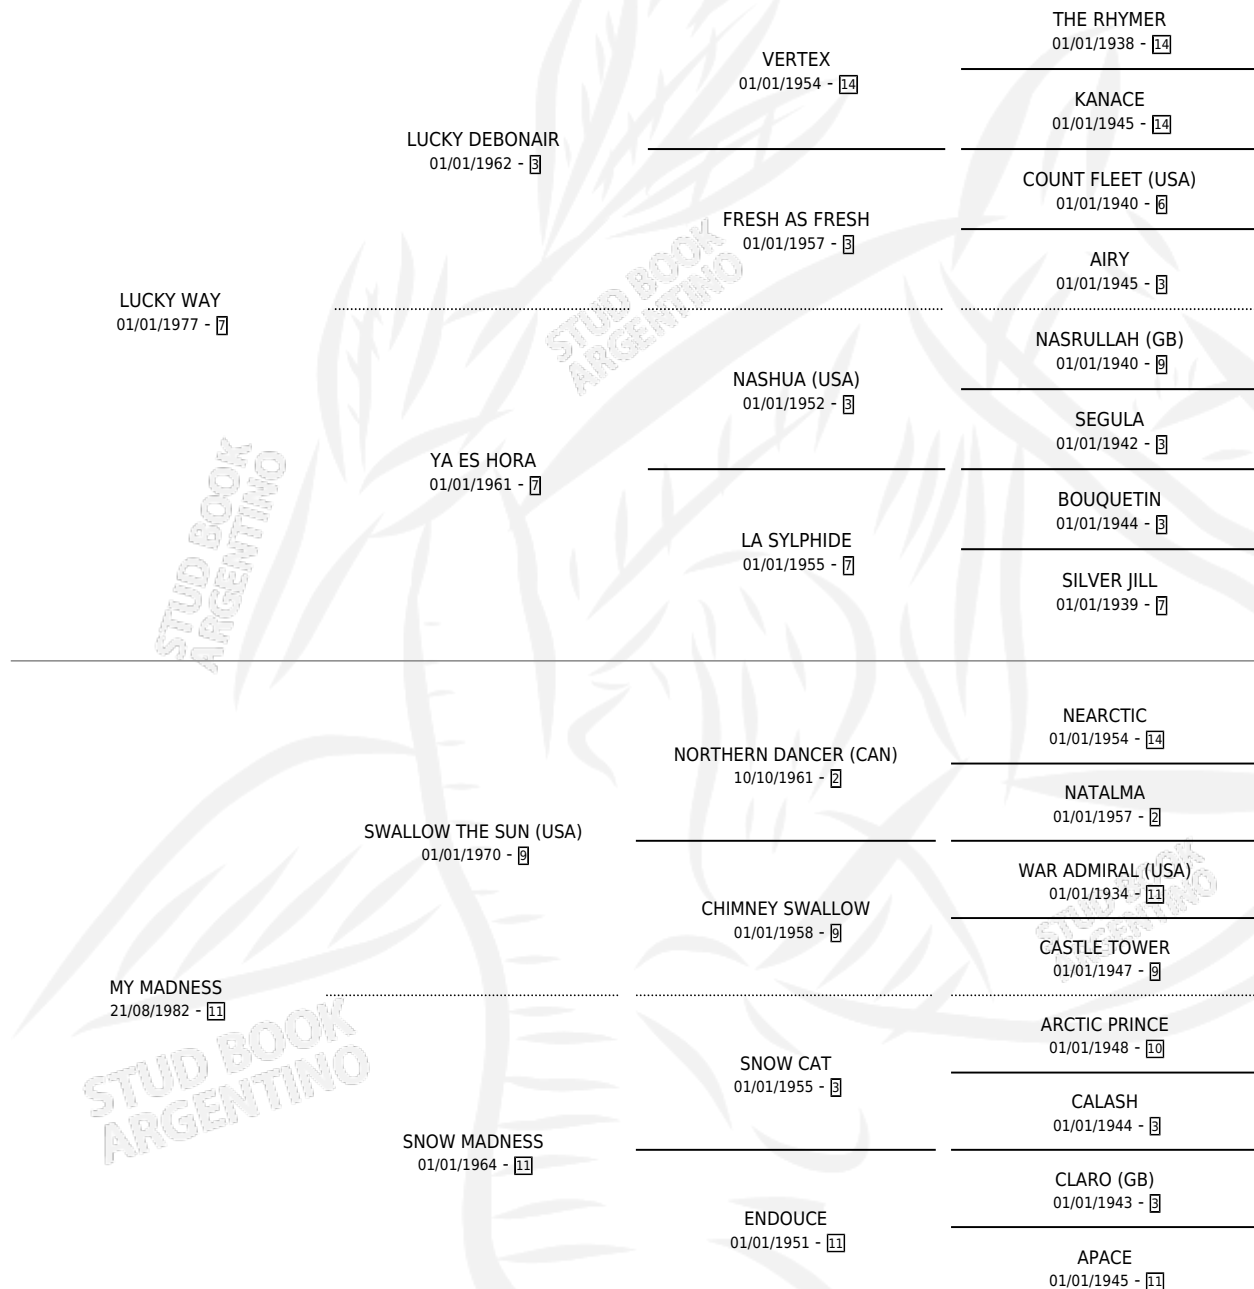 THE RHYMER
01/01/1938 - 14
VERTEX
01/01/1954 - 14
KANACE
01/01/1945 - 14
LUCKY DEBONAIR
01/01/1962 - 3
COUNT FLEET (USA)
01/01/1940 - 6
FRESH AS FRESH
01/01/1957 - 3
AIRY
01/01/1945 - 3
LUCKY WAY
01/01/1977 - 7
NASRULLAH (GB)
01/01/1940 - 9
NASHUA (USA)
01/01/1952 - 3
SEGULA
01/01/1942 - 3
YA ES HORA
01/01/1961 - 7
BOUQUETIN
01/01/1944 - 3
LA SYLPHIDE
01/01/1955 - 7
SILVER JILL
01/01/1939 - 7
NEARCTIC
01/01/1954 - 14
NORTHERN DANCER (CAN)
10/10/1961 - 2
NATALMA
01/01/1957 - 2
SWALLOW THE SUN (USA)
01/01/1970 - 9
WAR ADMIRAL (USA)
01/01/1934 - 11
CHIMNEY SWALLOW
01/01/1958 - 9
CASTLE TOWER
01/01/1947 - 9
MY MADNESS
21/08/1982 - 11
ARCTIC PRINCE
01/01/1948 - 10
SNOW CAT
01/01/1955 - 3
CALASH
01/01/1944 - 3
SNOW MADNESS
01/01/1964 - 11
CLARO (GB)
01/01/1943 - 3
ENDOUCE
01/01/1951 - 11
APACE
01/01/1945 - 11
STUD BOOK
ARGENTINO
STUD BOOK
ARGENTINO
STUD BOOK
ARGENTINO
STUD BOOK
ARGENTINO